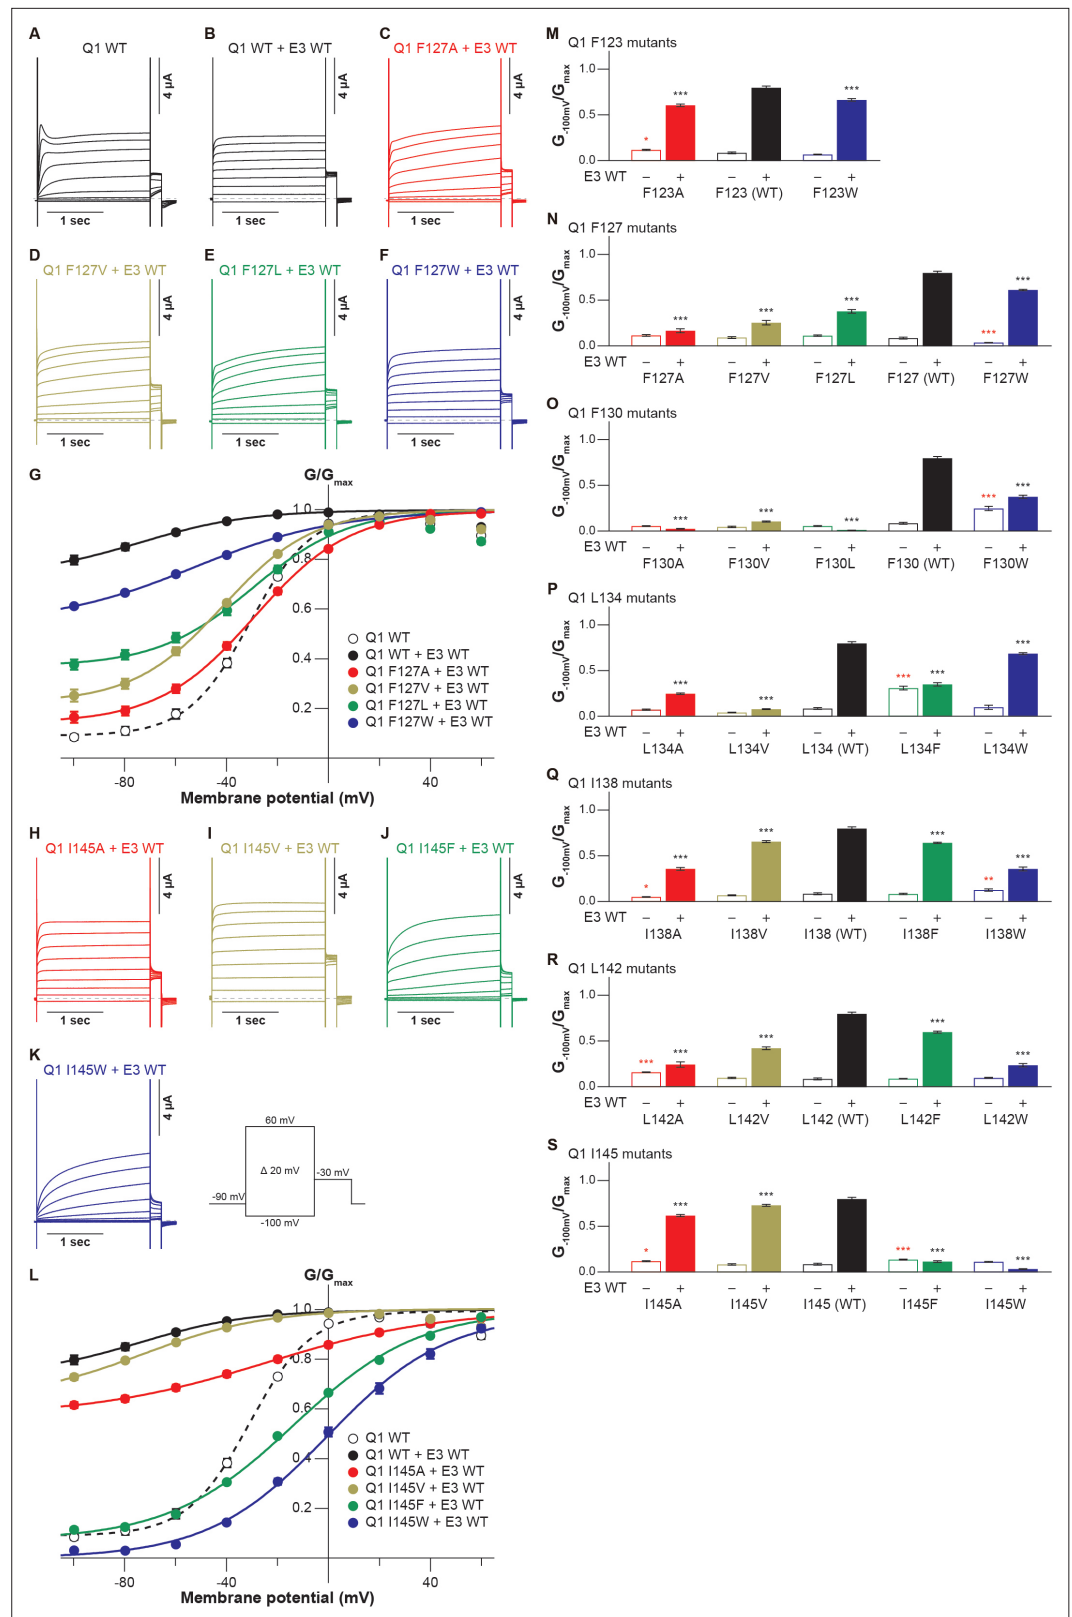 A
Q1 WT
4 µA
1 sec
B
Q1 WT + E3 WT
4 µA
1 sec
C
Q1 F127A + E3 WT
4 µA
1 sec
D
Q1 F127V + E3 WT
4 µA
1 sec
E
Q1 F127L + E3 WT
4 µA
1 sec
F
Q1 F127W + E3 WT
4 µA
1 sec
G
G/Gmax
1.0
0.8
0.6
0.4
0.2
-80
-40
0
40
Membrane potential (mV)
Q1 WT
Q1 WT + E3 WT
Q1 F127A + E3 WT
Q1 F127V + E3 WT
Q1 F127L + E3 WT
Q1 F127W + E3 WT
H
Q1 I145A + E3 WT
4 µA
1 sec
I
Q1 I145V + E3 WT
4 µA
1 sec
J
Q1 I145F + E3 WT
4 µA
1 sec
K
Q1 I145W + E3 WT
4 µA
1 sec
60 mV
Δ 20 mV
-30 mV
-90 mV
-100 mV
L
G/Gmax
1.0
0.8
0.6
0.4
0.2
-80
-40
0
40
Membrane potential (mV)
Q1 WT
Q1 WT + E3 WT
Q1 I145A + E3 WT
Q1 I145V + E3 WT
Q1 I145F + E3 WT
Q1 I145W + E3 WT
M
Q1 F123 mutants
G-100mV/Gmax
1.0
0.5
0.0
* *** ***
E3 WT − + − + − +
F123A F123 (WT) F123W
N
Q1 F127 mutants
G-100mV/Gmax
1.0
0.5
0.0
*** *** *** *** ***
E3 WT − + − + − + − + − +
F127A F127V F127L F127 (WT) F127W
O
Q1 F130 mutants
G-100mV/Gmax
1.0
0.5
0.0
*** *** *** *** ***
E3 WT − + − + − + − + − +
F130A F130V F130L F130 (WT) F130W
P
Q1 L134 mutants
G-100mV/Gmax
1.0
0.5
0.0
*** *** *** *** ***
E3 WT − + − + − + − + − +
L134A L134V L134 (WT) L134F L134W
Q
Q1 I138 mutants
G-100mV/Gmax
1.0
0.5
0.0
* *** *** *** ** ***
E3 WT − + − + − + − + − +
I138A I138V I138 (WT) I138F I138W
R
Q1 L142 mutants
G-100mV/Gmax
1.0
0.5
0.0
*** *** *** *** ***
E3 WT − + − + − + − + − +
L142A L142V L142 (WT) L142F L142W
S
Q1 I145 mutants
G-100mV/Gmax
1.0
0.5
0.0
* *** *** *** *** ***
E3 WT − + − + − + − + − +
I145A I145V I145 (WT) I145F I145W